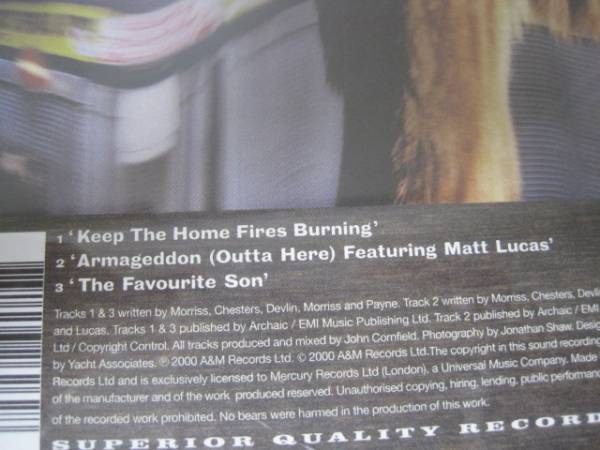 1 ‘Keep The Home Fires Burning’
2 ‘Armageddon (Outta Here) Featuring Matt Lucas’
3 ‘The Favourite Son’
Tracks 1 & 3 written by Morriss, Chesters, Devlin, Morriss and Payne. Track 2 written by Morriss, Chesters,
and Lucas. Tracks 1 & 3 published by Archaic / EMI Music Publishing Ltd. Track 2 published by Archaic / EMI
Ltd / Copyright Control. All tracks produced and mixed by John Cornfield. Photography by Jonathan Shaw.
by Yacht Associates. ℗ 2000 A&M Records Ltd. © 2000 A&M Records Ltd. The copyright in this sound recording
Records Ltd and is exclusively licensed to Mercury Records Ltd (London), a Universal Music Company. Made
of the manufacturer and of the work produced reserved. Unauthorised copying, hiring, lending, public performance
of the recorded work prohibited. No bears were harmed in the production of this work.
SUPERIOR QUALITY